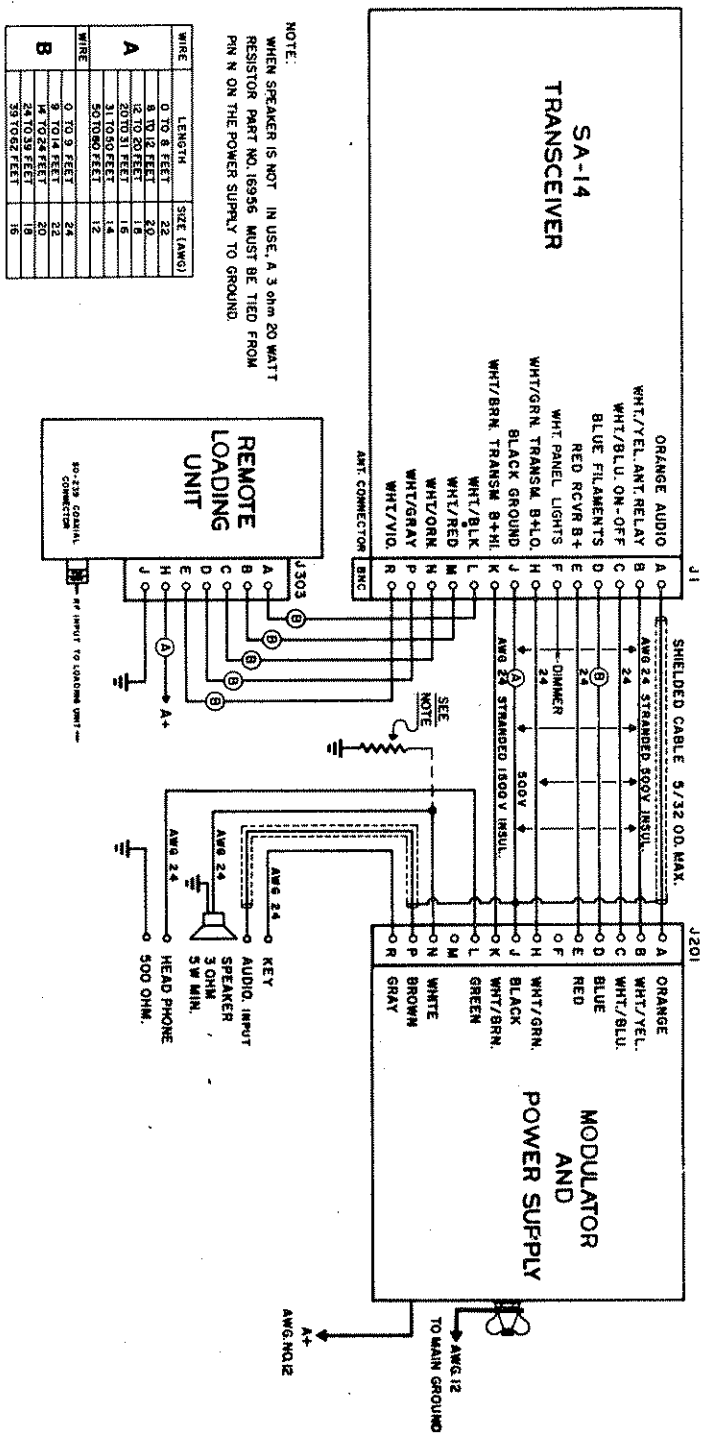 SA-14
TRANSCEIVER
J1
ORANGE AUDIO A
WHT./YEL. ANT. RELAY B
WHT/BLU. ON-OFF C
BLUE FILAMENTS D
RED RCVR B+ E
WHT. PANEL LIGHTS F
WHT/GRN. TRANSM. B+LO. H
BLACK GROUND J
WHT/BRN. TRANSM B+HI. K
WHT/BLK L
WHT/RED M
WHT/ORN. N
WHT/GRAY P
WHT/VIO. R
ANT. CONNECTOR BNC
SHIELDED CABLE 5/32 OD. MAX.
AWG 24 STRANDED 500V INSUL.
24
B
24
DIMMER
24
A
500V
AWG 24 STRANDED 1500V INSUL.
J201
A ORANGE
B WHT/YEL.
C WHT/BLU.
D BLUE
E RED
F
H WHT/GRN.
J BLACK
K WHT/BRN.
L GREEN
M
N WHITE
P BROWN
R GRAY
MODULATOR
AND
POWER SUPPLY
AWG. 12
TO MAIN GROUND
A+
AWG. NO. 12
REMOTE
LOADING
UNIT
SO-239 COAXIAL
CONNECTOR
RF INPUT TO LOADING UNIT
J303
A
B
C
D
E
H
J
B
B
B
B
B
A
A+
SEE
NOTE
AWG 24
KEY
AUDIO. INPUT
AWG 24
SPEAKER
3 OHM
5 W MIN.
AWG 24
HEAD PHONE
500 OHM.
NOTE:
WHEN SPEAKER IS NOT IN USE, A 3 ohm 20 WATT
RESISTOR PART NO. 16956 MUST BE TIED FROM
PIN N ON THE POWER SUPPLY TO GROUND.
WIRE LENGTH SIZE (AWG)
A
0 TO 8 FEET 22
8 TO 12 FEET 20
12 TO 20 FEET 18
20 TO 31 FEET 16
31 TO 50 FEET 14
50 TO 80 FEET 12
WIRE
B
0 TO 9 FEET 24
9 TO 14 FEET 22
14 TO 24 FEET 20
24 TO 39 FEET 18
39 TO 62 FEET 16